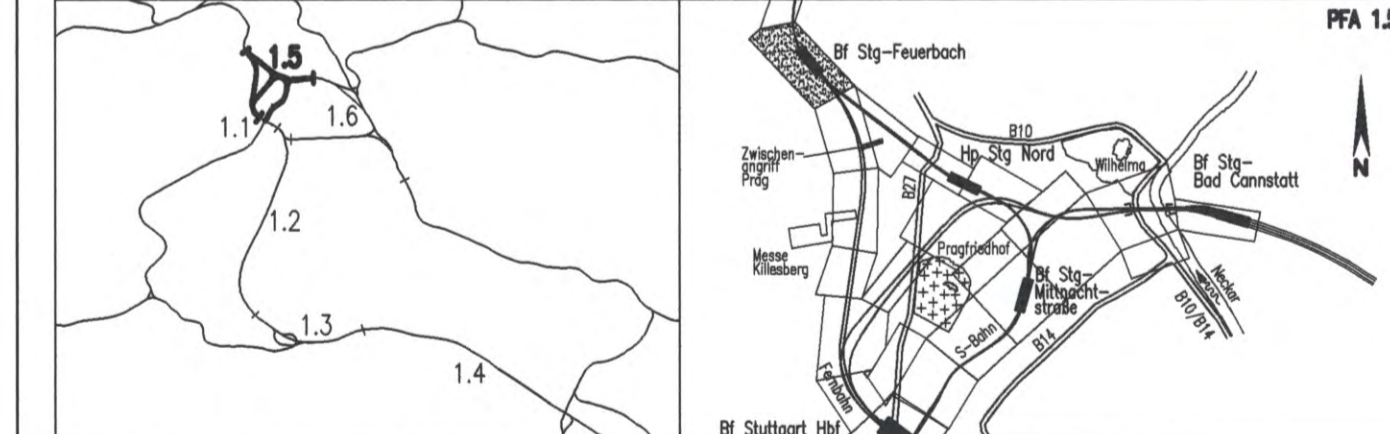 1.5
1.6
1.1
1.2
1.3
1.4
PFA 1.5
Bf Stg-Feuerbach
N
B10
Zwischen-
angriff
Prag
Hp Stg Nord
Wilhelma
Bf Stg-
Bad Cannstatt
B27
Messe
Killesberg
Pragfriedhof
Bf Stg-
Mittnacht-
straße
Neckar
B10/B14
S-Bahn
B14
Fernbahn
Bf Stuttgart Hbf